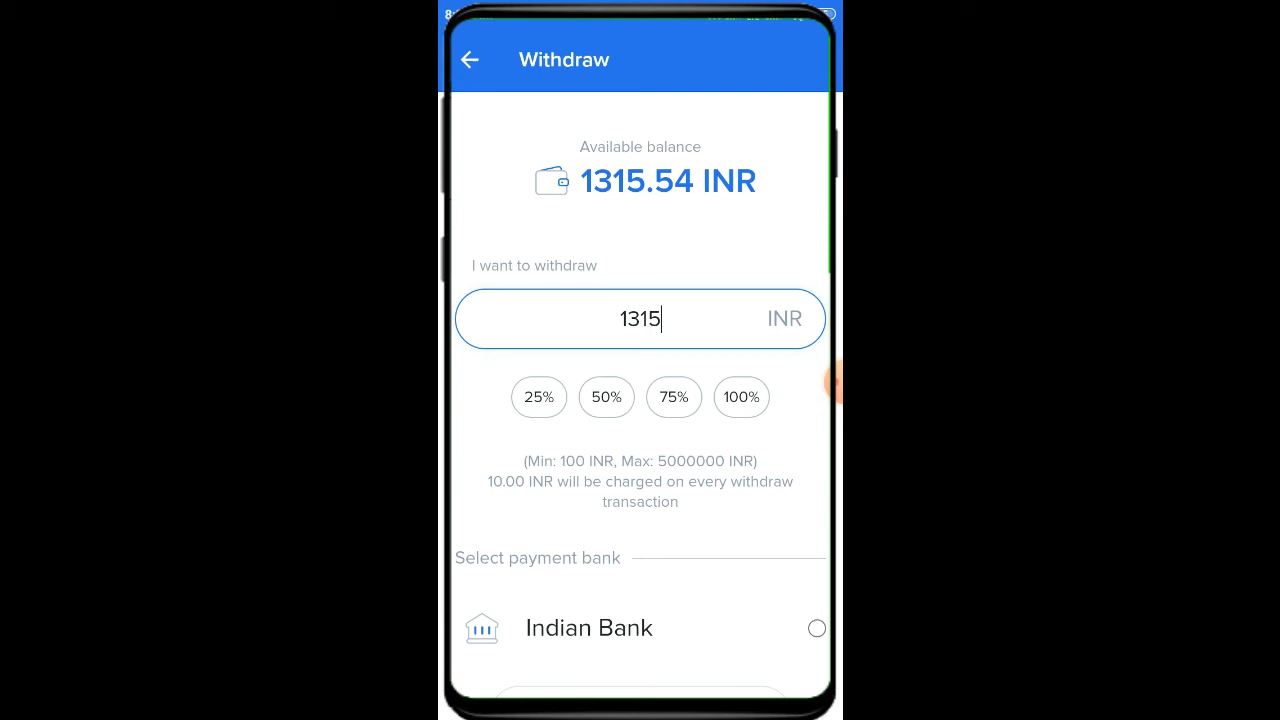 Withdraw
Available balance
1315.54 INR
I want to withdraw
1315 INR
25% 50% 75% 100%
(Min: 100 INR, Max: 5000000 INR)
10.00 INR will be charged on every withdraw
transaction
Select payment bank
Indian Bank